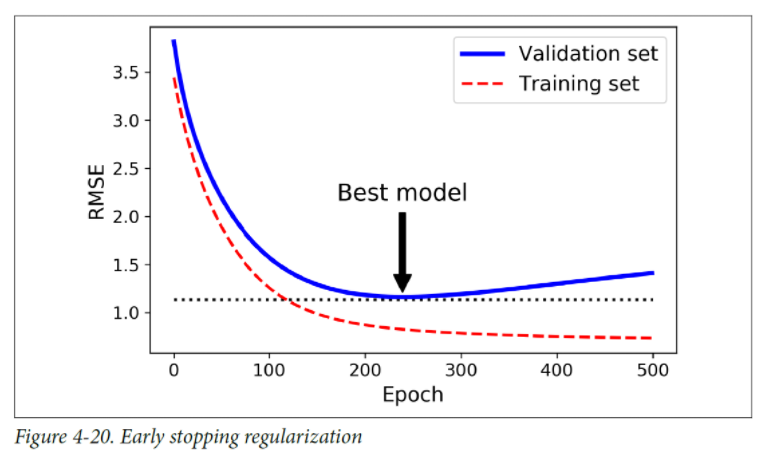 Validation set
Training set
Best model
RMSE
3.5
3.0
2.5
2.0
1.5
1.0
0 100 200 300 400 500
Epoch
Figure 4-20. Early stopping regularization